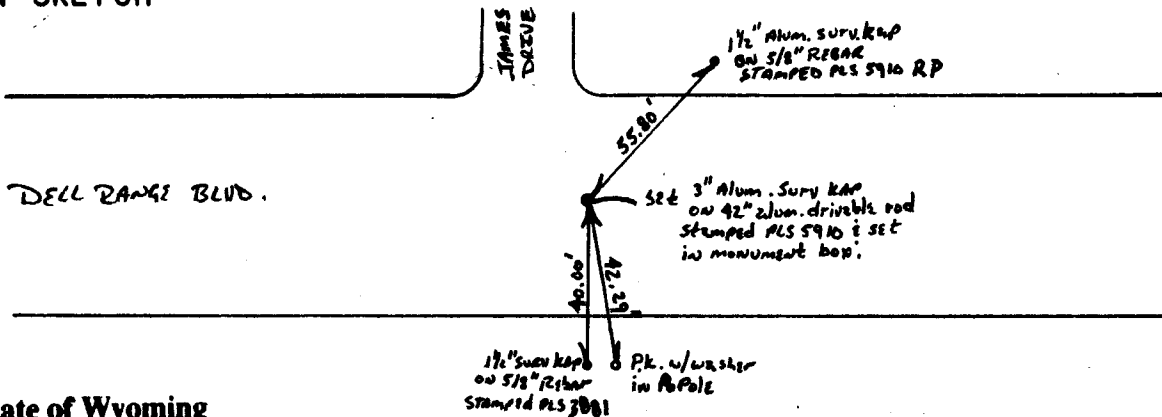 SKETCH
JAMES
DRIVE
1½" Alum. Surv. Kap
ON 5/8" REBAR
STAMPED PLS 5910 RP
55.80'
DELL RANGE BLVD.
set 3" Alum. Surv KAP
ON 42" alum. drivable rod
Stamped PLS 5910 & set
in monument box.
40.00'
42.29'
1½" Surv Kap
ON 5/8" Rebar
STAMPED PLS
P.K. w/washer
in P.Pole
ate of Wyoming